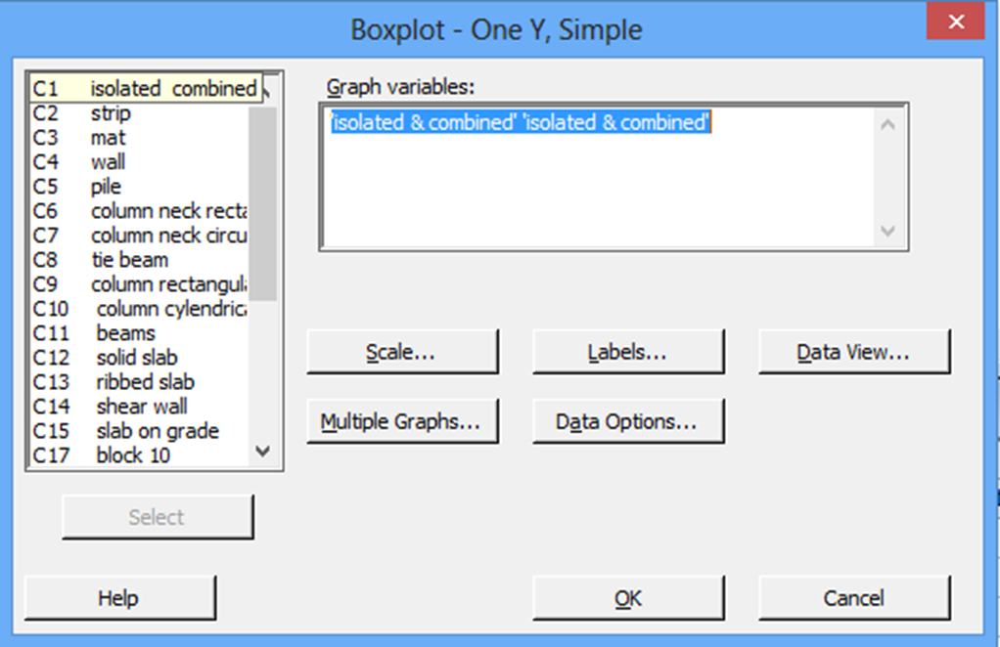 Boxplot - One Y, Simple
C1 isolated combined
C2 strip
C3 mat
C4 wall
C5 pile
C6 column neck recta
C7 column neck circu
C8 tie beam
C9 column rectangula
C10 column cylendrica
C11 beams
C12 solid slab
C13 ribbed slab
C14 shear wall
C15 slab on grade
C17 block 10
Select
Graph variables:
'isolated & combined' 'isolated & combined'
Scale...
Labels...
Data View...
Multiple Graphs...
Data Options...
Help
OK
Cancel